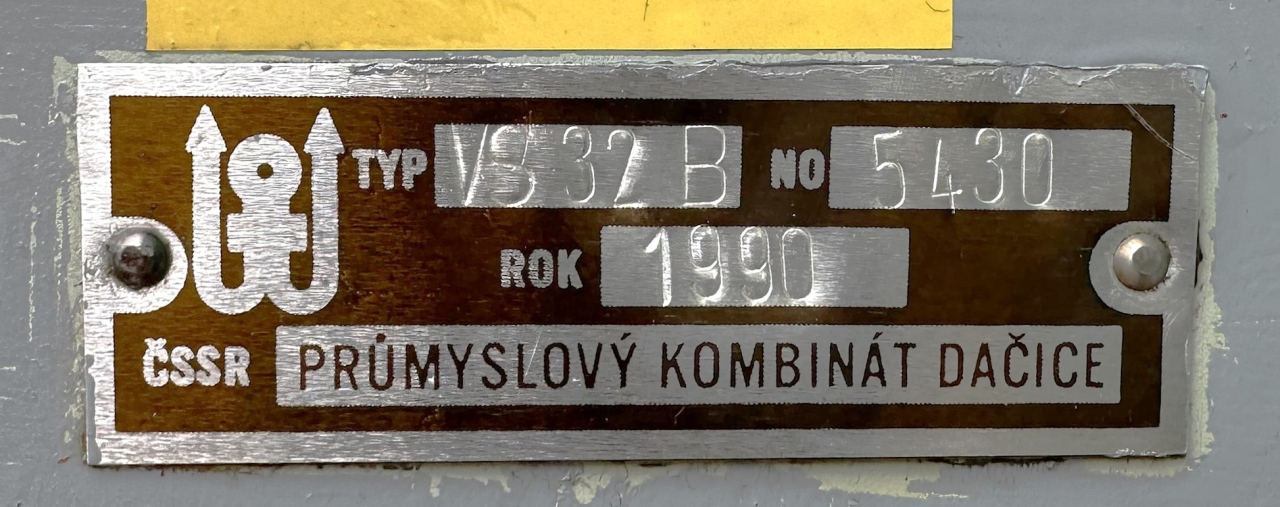 TYP VS 32 B NO 5430
ROK 1990
ČSSR PRŮMYSLOVÝ KOMBINÁT DAČICE